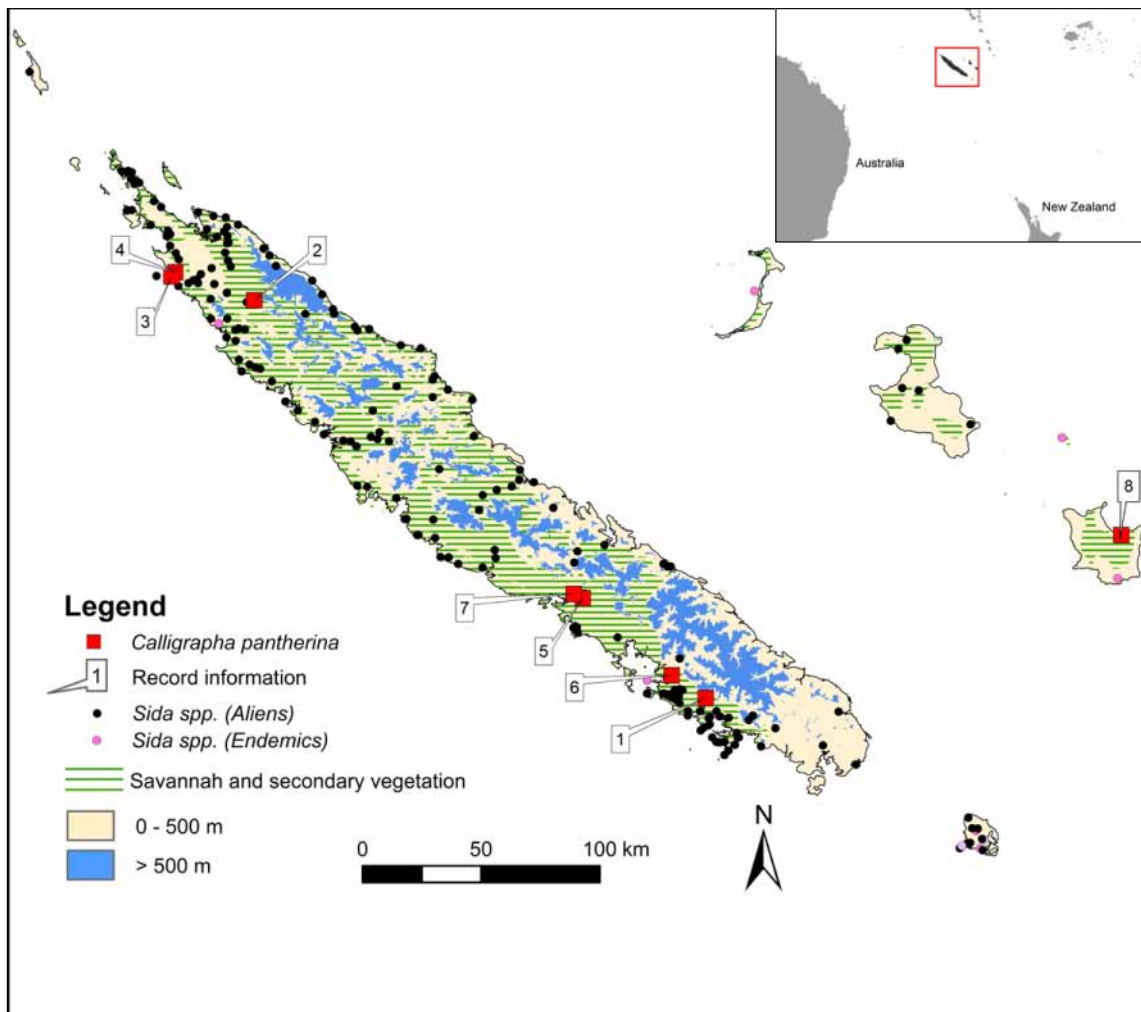 Australia
New Zealand
4
2
3
8
7
5
6
1
Legend
Calligrapha pantherina
1 Record information
Sida spp. (Aliens)
Sida spp. (Endemics)
Savannah and secondary vegetation
0 - 500 m
> 500 m
0 50 100 km
N